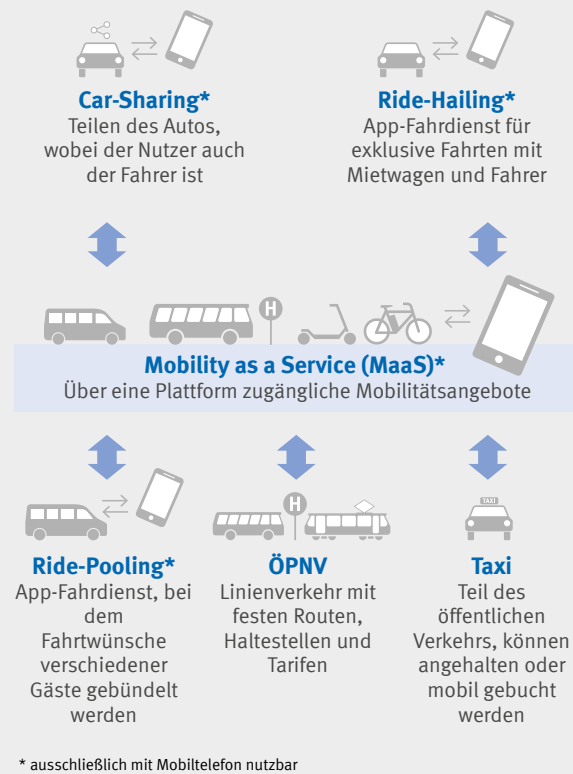 Car-Sharing*
Teilen des Autos,
wobei der Nutzer auch
der Fahrer ist
Ride-Hailing*
App-Fahrdienst für
exklusive Fahrten mit
Mietwagen und Fahrer
H
Mobility as a Service (MaaS)*
Über eine Plattform zugängliche Mobilitätsangebote
Ride-Pooling*
App-Fahrdienst, bei
dem
Fahrtwünsche
verschiedener
Gäste gebündelt
werden
H
ÖPNV
Linienverkehr mit
festen Routen,
Haltestellen und
Tarifen
TAXI
Taxi
Teil des
öffentlichen
Verkehrs, können
angehalten oder
mobil gebucht
werden
* ausschließlich mit Mobiltelefon nutzbar